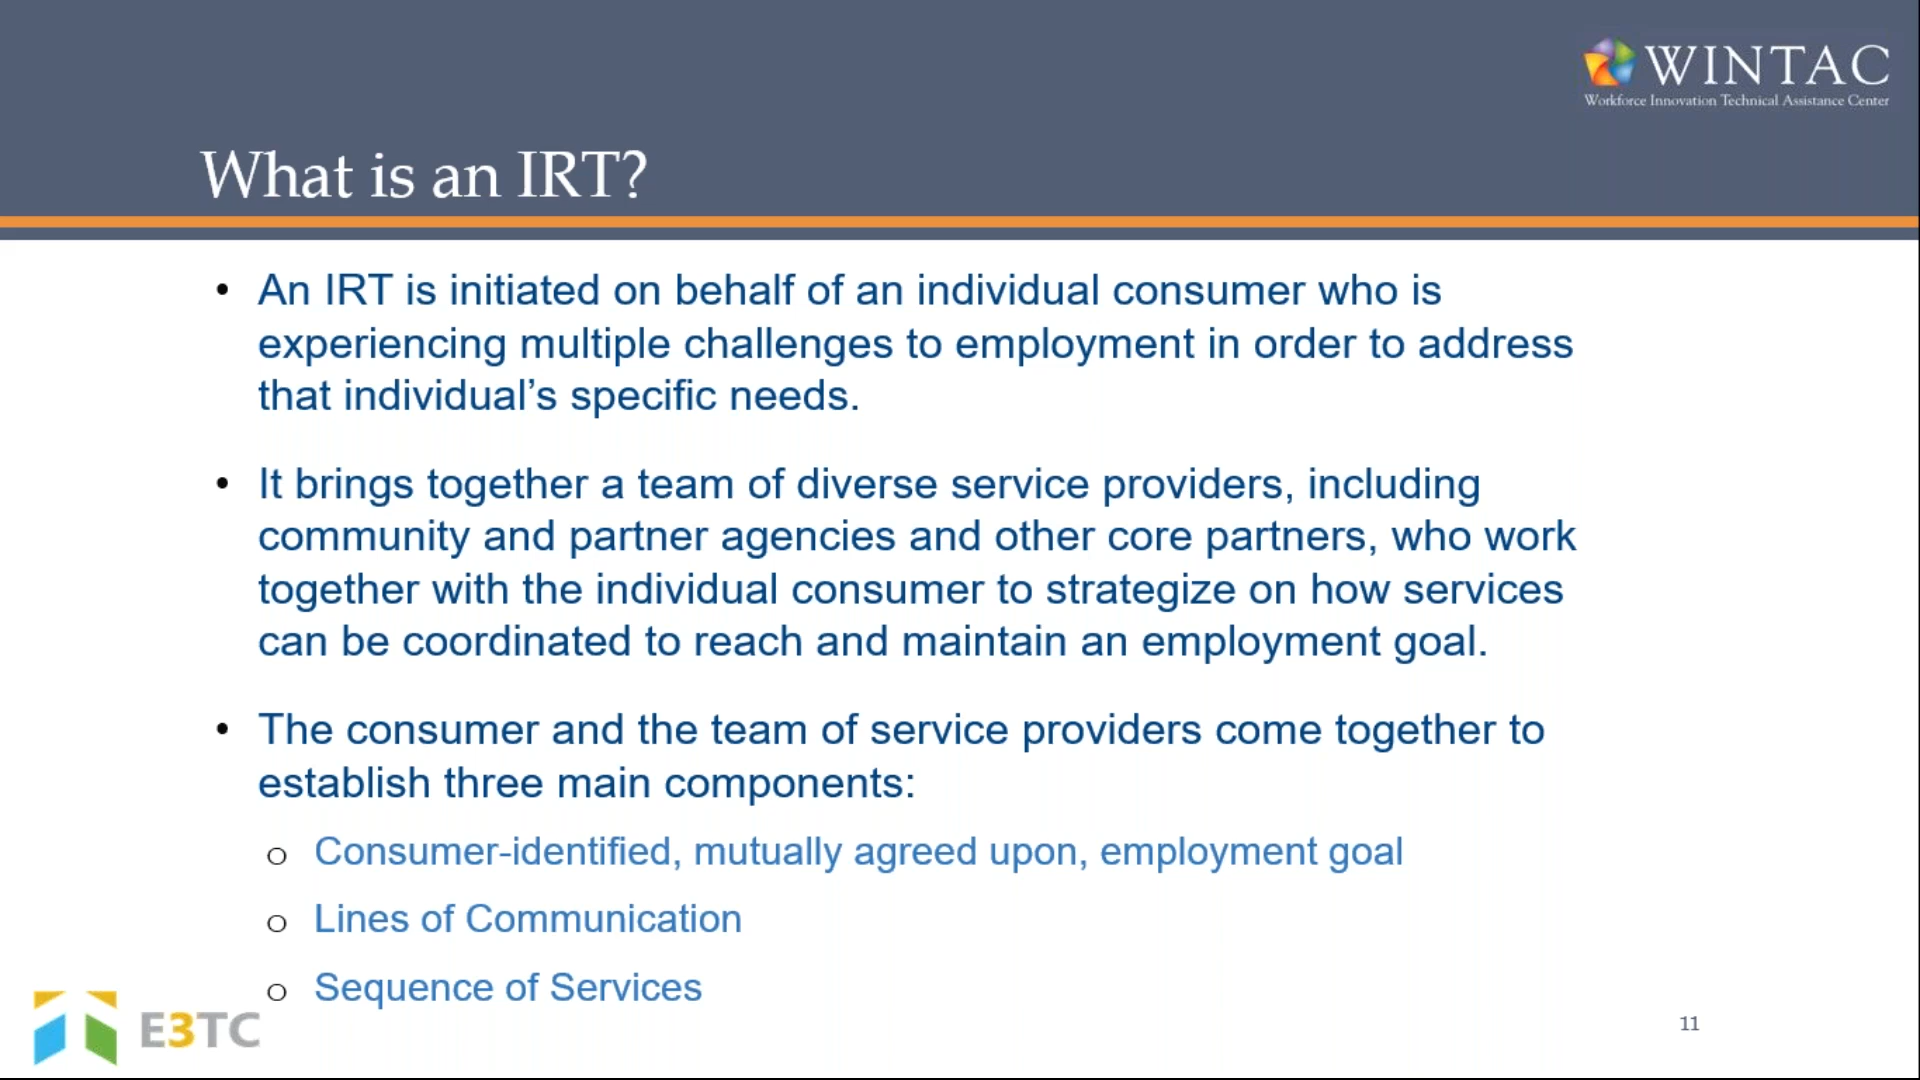 WINTAC
Workforce Innovation Technical Assistance Center
What is an IRT?
• An IRT is initiated on behalf of an individual consumer who is
experiencing multiple challenges to employment in order to address
that individual’s specific needs.
• It brings together a team of diverse service providers, including
community and partner agencies and other core partners, who work
together with the individual consumer to strategize on how services
can be coordinated to reach and maintain an employment goal.
• The consumer and the team of service providers come together to
establish three main components:
o Consumer-identified, mutually agreed upon, employment goal
o Lines of Communication
o Sequence of Services
E3TC
11